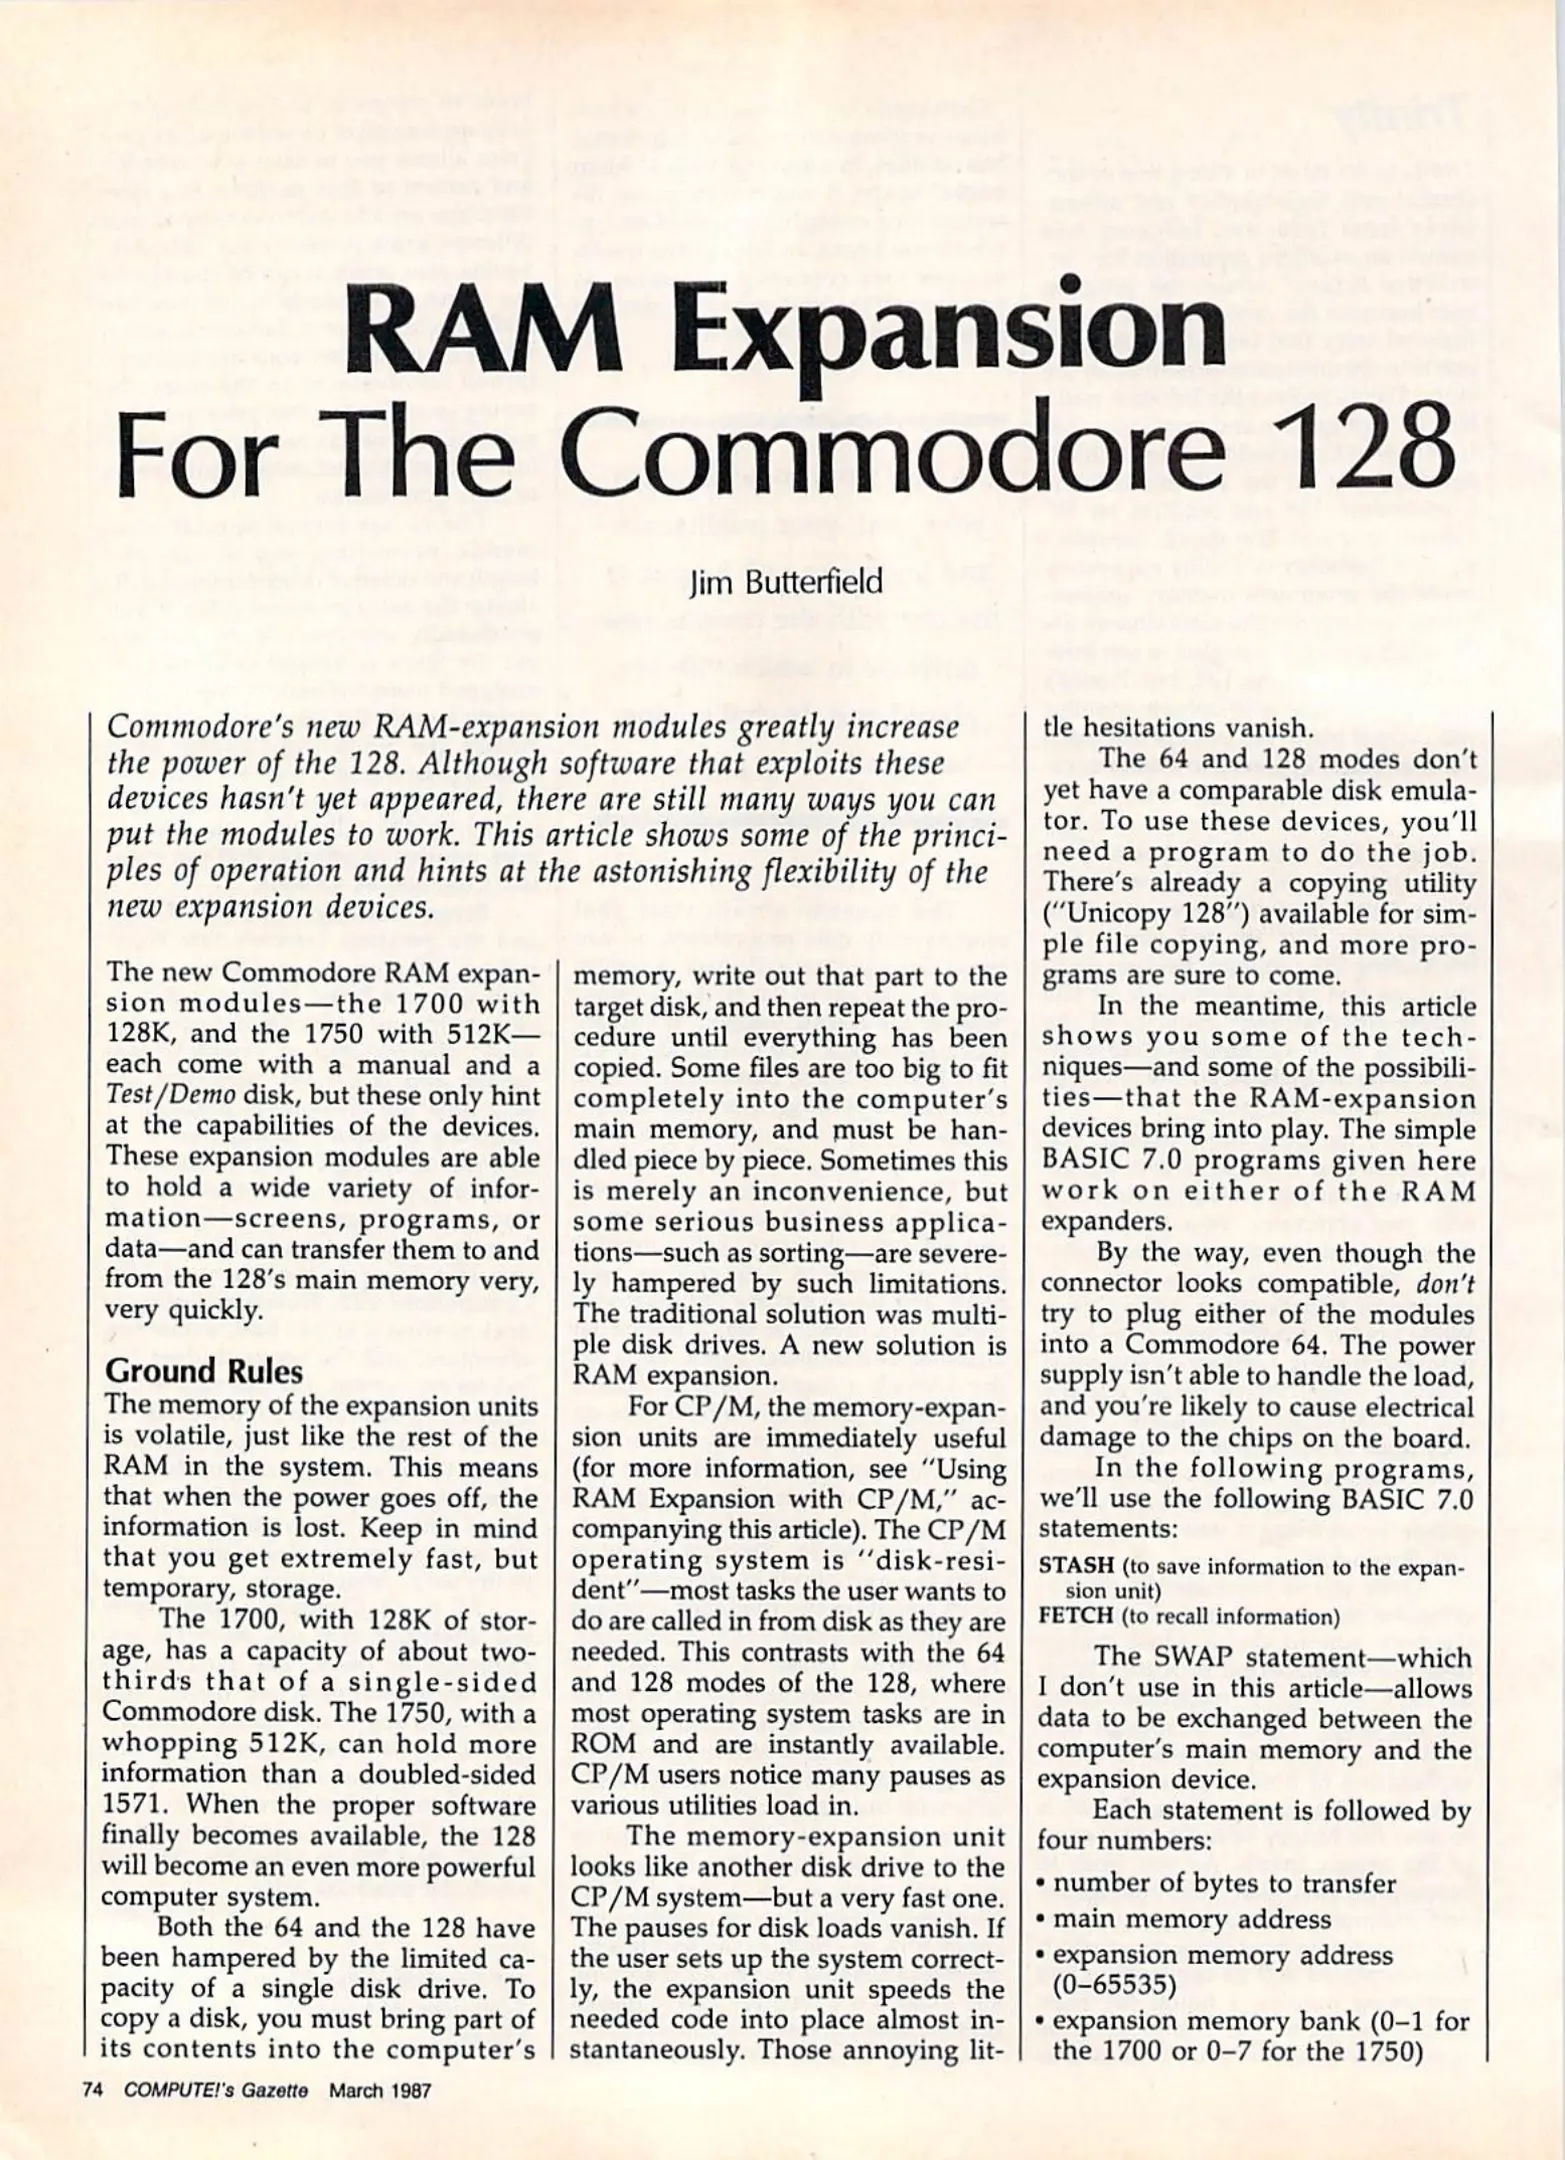 RAM Expansion
For The Commodore 128
Jim Butterfield
Commodore's new RAM-expansion modules greatly increase
the power of the 128. Although software that exploits these
devices hasn't yet appeared, there are still many ways you can
put the modules to work. This article shows some of the princi-
ples of operation and hints at the astonishing flexibility of the
new expansion devices.
The new Commodore RAM expan-
sion modules—the 1700 with
128K, and the 1750 with 512K—
each come with a manual and a
Test/Demo disk, but these only hint
at the capabilities of the devices.
These expansion modules are able
to hold a wide variety of infor-
mation—screens, programs, or
data—and can transfer them to and
from the 128's main memory very,
very quickly.
Ground Rules
The memory of the expansion units
is volatile, just like the rest of the
RAM in the system. This means
that when the power goes off, the
information is lost. Keep in mind
that you get extremely fast, but
temporary, storage.
The 1700, with 128K of stor-
age, has a capacity of about two-
thirds that of a single-sided
Commodore disk. The 1750, with a
whopping 512K, can hold more
information than a doubled-sided
1571. When the proper software
finally becomes available, the 128
will become an even more powerful
computer system.
Both the 64 and the 128 have
been hampered by the limited ca-
pacity of a single disk drive. To
copy a disk, you must bring part of
its contents into the computer's
memory, write out that part to the
target disk, and then repeat the pro-
cedure until everything has been
copied. Some files are too big to fit
completely into the computer's
main memory, and must be han-
dled piece by piece. Sometimes this
is merely an inconvenience, but
some serious business applica-
tions—such as sorting—are severe-
ly hampered by such limitations.
The traditional solution was multi-
ple disk drives. A new solution is
RAM expansion.
For CP/M, the memory-expan-
sion units are immediately useful
(for more information, see "Using
RAM Expansion with CP/M," ac-
companying this article). The CP/M
operating system is "disk-resi-
dent"—most tasks the user wants to
do are called in from disk as they are
needed. This contrasts with the 64
and 128 modes of the 128, where
most operating system tasks are in
ROM and are instantly available.
CP/M users notice many pauses as
various utilities load in.
The memory-expansion unit
looks like another disk drive to the
CP/M system—but a very fast one.
The pauses for disk loads vanish. If
the user sets up the system correct-
ly, the expansion unit speeds the
needed code into place almost in-
stantaneously. Those annoying lit-
tle hesitations vanish.
The 64 and 128 modes don't
yet have a comparable disk emula-
tor. To use these devices, you'll
need a program to do the job.
There's already a copying utility
("Unicopy 128") available for sim-
ple file copying, and more pro-
grams are sure to come.
In the meantime, this article
shows you some of the tech-
niques—and some of the possibili-
ties—that the RAM-expansion
devices bring into play. The simple
BASIC 7.0 programs given here
work on either of the RAM
expanders.
By the way, even though the
connector looks compatible, don't
try to plug either of the modules
into a Commodore 64. The power
supply isn't able to handle the load,
and you're likely to cause electrical
damage to the chips on the board.
In the following programs,
we'll use the following BASIC 7.0
statements:
STASH (to save information to the expan-
sion unit)
FETCH (to recall information)
The SWAP statement—which
I don't use in this article—allows
data to be exchanged between the
computer's main memory and the
expansion device.
Each statement is followed by
four numbers:
• number of bytes to transfer
• main memory address
• expansion memory address
(0–65535)
• expansion memory bank (0–1 for
the 1700 or 0–7 for the 1750)
74 COMPUTE!'s Gazette March 1987